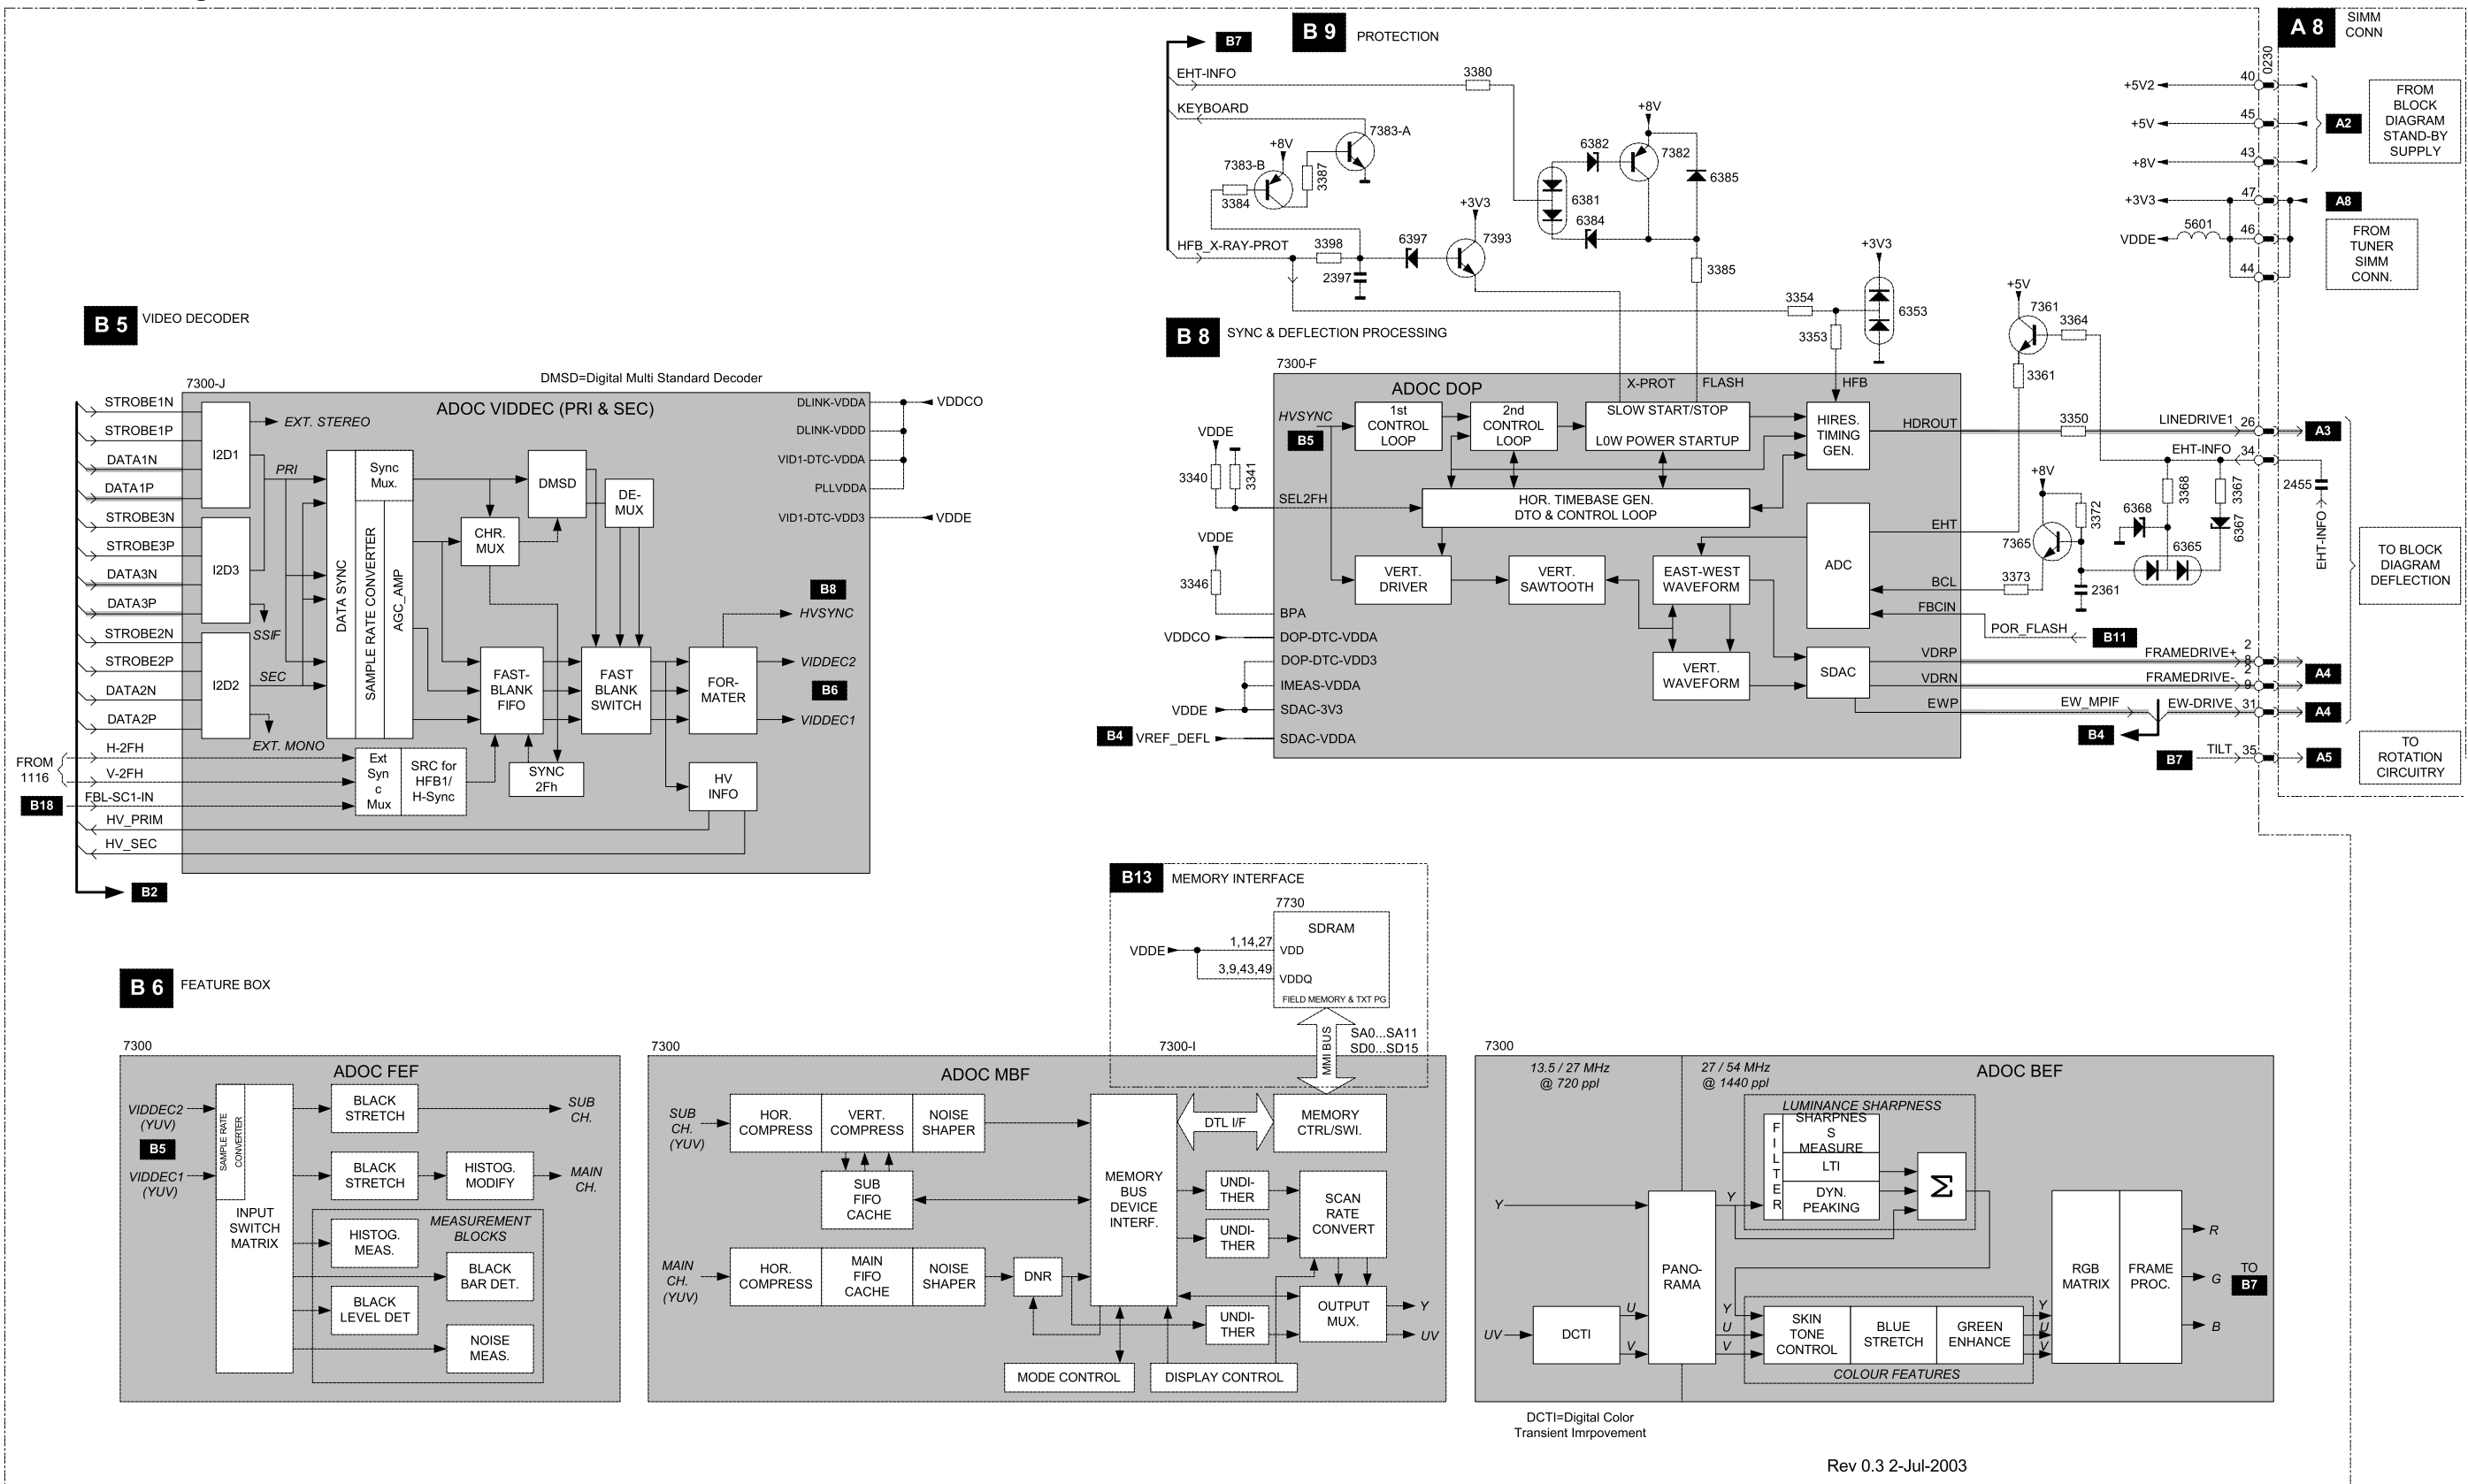 B 9
PROTECTION
B7
EHT-INFO
3380
KEYBOARD
7383-A
+8V
7383-B
3387
3384
HFB_X-RAY-PROT
3398
2397
6397
+3V3
7393
+8V
6382
7382
6381
6384
6385
3385
3354
3353
+3V3
6353
A 8
SIMM
CONN
0230
+5V2
40
+5V
45
+8V
43
A2
FROM
BLOCK
DIAGRAM
STAND-BY
SUPPLY
+3V3
47
A8
VDDE
5601
46
44
FROM
TUNER
SIMM
CONN.
B 5
VIDEO DECODER
7300-J
DMSD=Digital Multi Standard Decoder
ADOC VIDDEC (PRI & SEC)
STROBE1N
STROBE1P
DATA1N
DATA1P
STROBE3N
STROBE3P
DATA3N
DATA3P
STROBE2N
STROBE2P
DATA2N
DATA2P
I2D1
I2D3
I2D2
EXT. STEREO
PRI
SSIF
SEC
EXT. MONO
DATA SYNC
Sync
Mux.
SAMPLE RATE CONVERTER
AGC_AMP
CHR.
MUX
DMSD
DE-
MUX
FAST-
BLANK
FIFO
FAST
BLANK
SWITCH
FOR-
MATER
DLINK-VDDA
DLINK-VDDD
VID1-DTC-VDDA
PLLVDDA
VID1-DTC-VDD3
VDDCO
VDDE
B8
HVSYNC
VIDDEC2
B6
VIDDEC1
FROM
1116
H-2FH
V-2FH
B18
FBL-SC1-IN
HV_PRIM
HV_SEC
B2
Ext
Syn
c
Mux
SRC for
HFB1/
H-Sync
SYNC
2Fh
HV
INFO
B 8
SYNC & DEFLECTION PROCESSING
7300-F
ADOC DOP
X-PROT
FLASH
HFB
HVSYNC
B5
1st
CONTROL
LOOP
2nd
CONTROL
LOOP
SLOW START/STOP
L0W POWER STARTUP
HIRES.
TIMING
GEN.
HDROUT
VDDE
3340
3341
SEL2FH
HOR. TIMEBASE GEN.
DTO & CONTROL LOOP
VDDE
3346
BPA
VERT.
DRIVER
VERT.
SAWTOOTH
EAST-WEST
WAVEFORM
VERT.
WAVEFORM
ADC
SDAC
EHT
BCL
FBCIN
VDRP
VDRN
EWP
VDDCO
DOP-DTC-VDDA
DOP-DTC-VDD3
IMEAS-VDDA
VDDE
SDAC-3V3
B4
VREF_DEFL
SDAC-VDDA
+5V
7361
3364
3361
3350
LINEDRIVE1
26
A3
EHT-INFO
34
+8V
3372
7365
3373
2361
6368
3368
3367
6367
6365
2455
EHT-INFO
POR_FLASH
B11
FRAMEDRIVE+
2
8
FRAMEDRIVE-
2
9
A4
EW_MPIF
EW-DRIVE
31
A4
B4
B7
TILT
35
A5
TO BLOCK
DIAGRAM
DEFLECTION
TO
ROTATION
CIRCUITRY
B13
MEMORY INTERFACE
7730
SDRAM
VDDE
1,14,27
VDD
3,9,43,49
VDDQ
FIELD MEMORY & TXT PG
MMI BUS
SA0...SA11
SD0...SD15
B 6
FEATURE BOX
7300
ADOC FEF
VIDDEC2
(YUV)
B5
VIDDEC1
(YUV)
SAMPLE RATE
CONVERTER
INPUT
SWITCH
MATRIX
BLACK
STRETCH
SUB
CH.
BLACK
STRETCH
HISTOG.
MODIFY
MAIN
CH.
MEASUREMENT
BLOCKS
HISTOG.
MEAS.
BLACK
BAR DET.
BLACK
LEVEL DET
NOISE
MEAS.
7300
7300-I
ADOC MBF
SUB
CH.
(YUV)
HOR.
COMPRESS
VERT.
COMPRESS
NOISE
SHAPER
SUB
FIFO
CACHE
MAIN
CH.
(YUV)
HOR.
COMPRESS
MAIN
FIFO
CACHE
NOISE
SHAPER
DNR
MEMORY
BUS
DEVICE
INTERF.
DTL I/F
MEMORY
CTRL/SWI.
UNDI-
THER
UNDI-
THER
UNDI-
THER
SCAN
RATE
CONVERT
OUTPUT
MUX.
Y
UV
MODE CONTROL
DISPLAY CONTROL
7300
13.5 / 27 MHz
@ 720 ppl
27 / 54 MHz
@ 1440 ppl
ADOC BEF
LUMINANCE SHARPNESS
F
I
L
T
E
R
SHARPNES
S
MEASURE
LTI
DYN.
PEAKING
Σ
Y
UV
DCTI
U
V
PANO-
RAMA
Y
Y
U
V
SKIN
TONE
CONTROL
BLUE
STRETCH
GREEN
ENHANCE
COLOUR FEATURES
Y
U
V
RGB
MATRIX
FRAME
PROC.
R
G
B
TO
B7
DCTI=Digital Color
Transient Imrpovement
Rev 0.3 2-Jul-2003